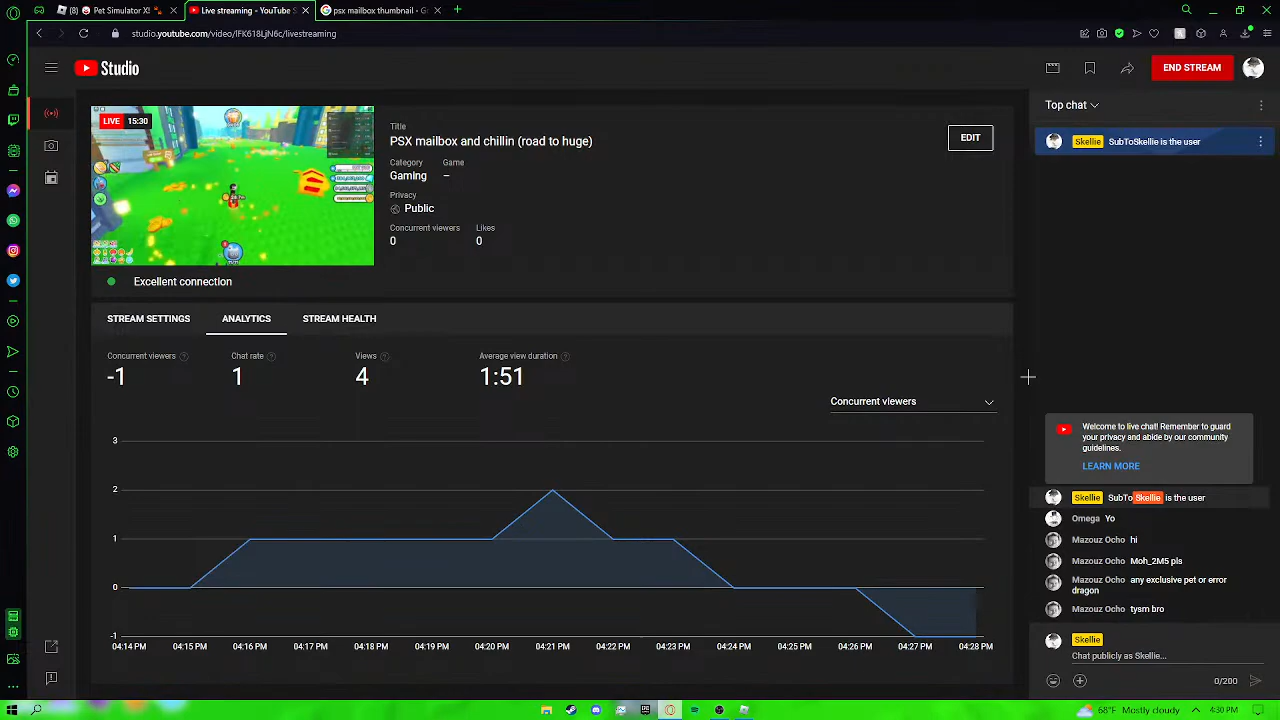 (8) Pet Simulator X!
Live streaming - YouTube S
psx mailbox thumbnail - Go
studio.youtube.com/video/lFK618LjN6c/livestreaming
Studio
END STREAM
LIVE 15:30
Title
PSX mailbox and chillin (road to huge)
EDIT
Category
Game
Gaming
–
Privacy
Public
Concurrent viewers
Likes
0
0
Excellent connection
STREAM SETTINGS
ANALYTICS
STREAM HEALTH
Concurrent viewers
Chat rate
Views
Average view duration
-1
1
4
1:51
Concurrent viewers
3
2
1
0
-1
04:14 PM
04:15 PM
04:16 PM
04:17 PM
04:18 PM
04:19 PM
04:20 PM
04:21 PM
04:22 PM
04:23 PM
04:24 PM
04:25 PM
04:26 PM
04:27 PM
04:28 PM
Top chat
Skellie SubToSkellie is the user
Welcome to live chat! Remember to guard
your privacy and abide by our community
guidelines.
LEARN MORE
Skellie SubToSkellie is the user
Omega Yo
Mazouz Ocho hi
Mazouz Ocho Moh_2M5 pls
Mazouz Ocho any exclusive pet or error
dragon
Mazouz Ocho tysm bro
Skellie
Chat publicly as Skellie...
0/200
68°F Mostly cloudy
4:30 PM